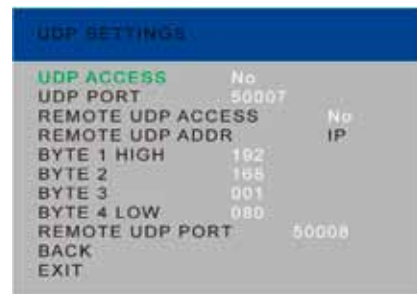 UDP SETTINGS
UDP ACCESS No
UDP PORT 50007
REMOTE UDP ACCESS No
REMOTE UDP ADDR IP
BYTE 1 HIGH 192
BYTE 2 168
BYTE 3 001
BYTE 4 LOW 080
REMOTE UDP PORT 50008
BACK
EXIT